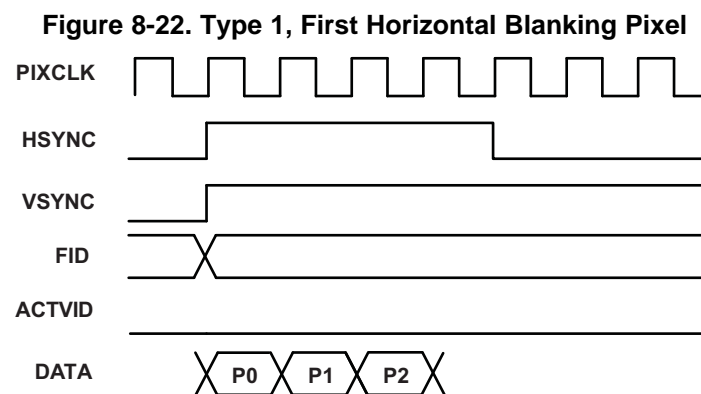 Figure 8-22. Type 1, First Horizontal Blanking Pixel
PIXCLK
HSYNC
VSYNC
FID
ACTVID
DATA P0 P1 P2